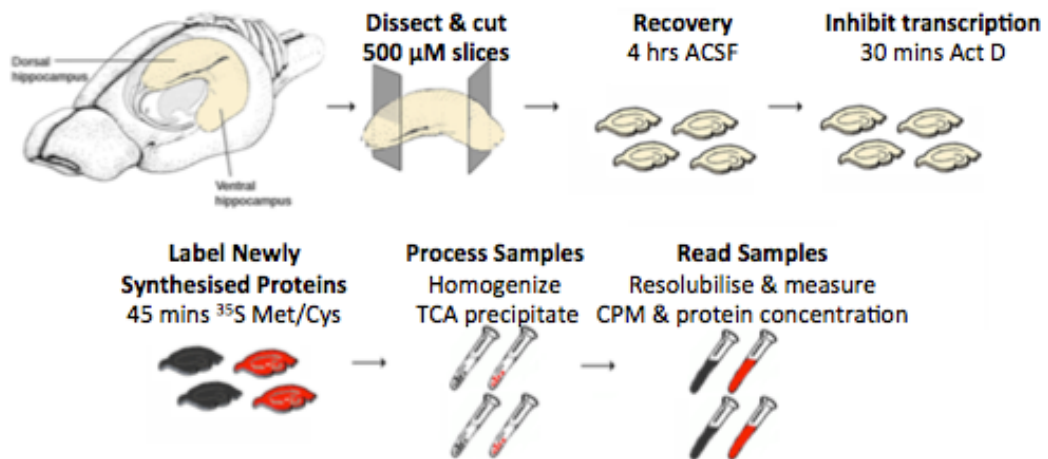 Dissect & cut
500 μM slices
Recovery
4 hrs ACSF
Inhibit transcription
30 mins Act D
Dorsal
hippocampus
Ventral
hippocampus
Label Newly
Synthesised Proteins
45 mins ³⁵S Met/Cys
Process Samples
Homogenize
TCA precipitate
Read Samples
Resolubilise & measure
CPM & protein concentration